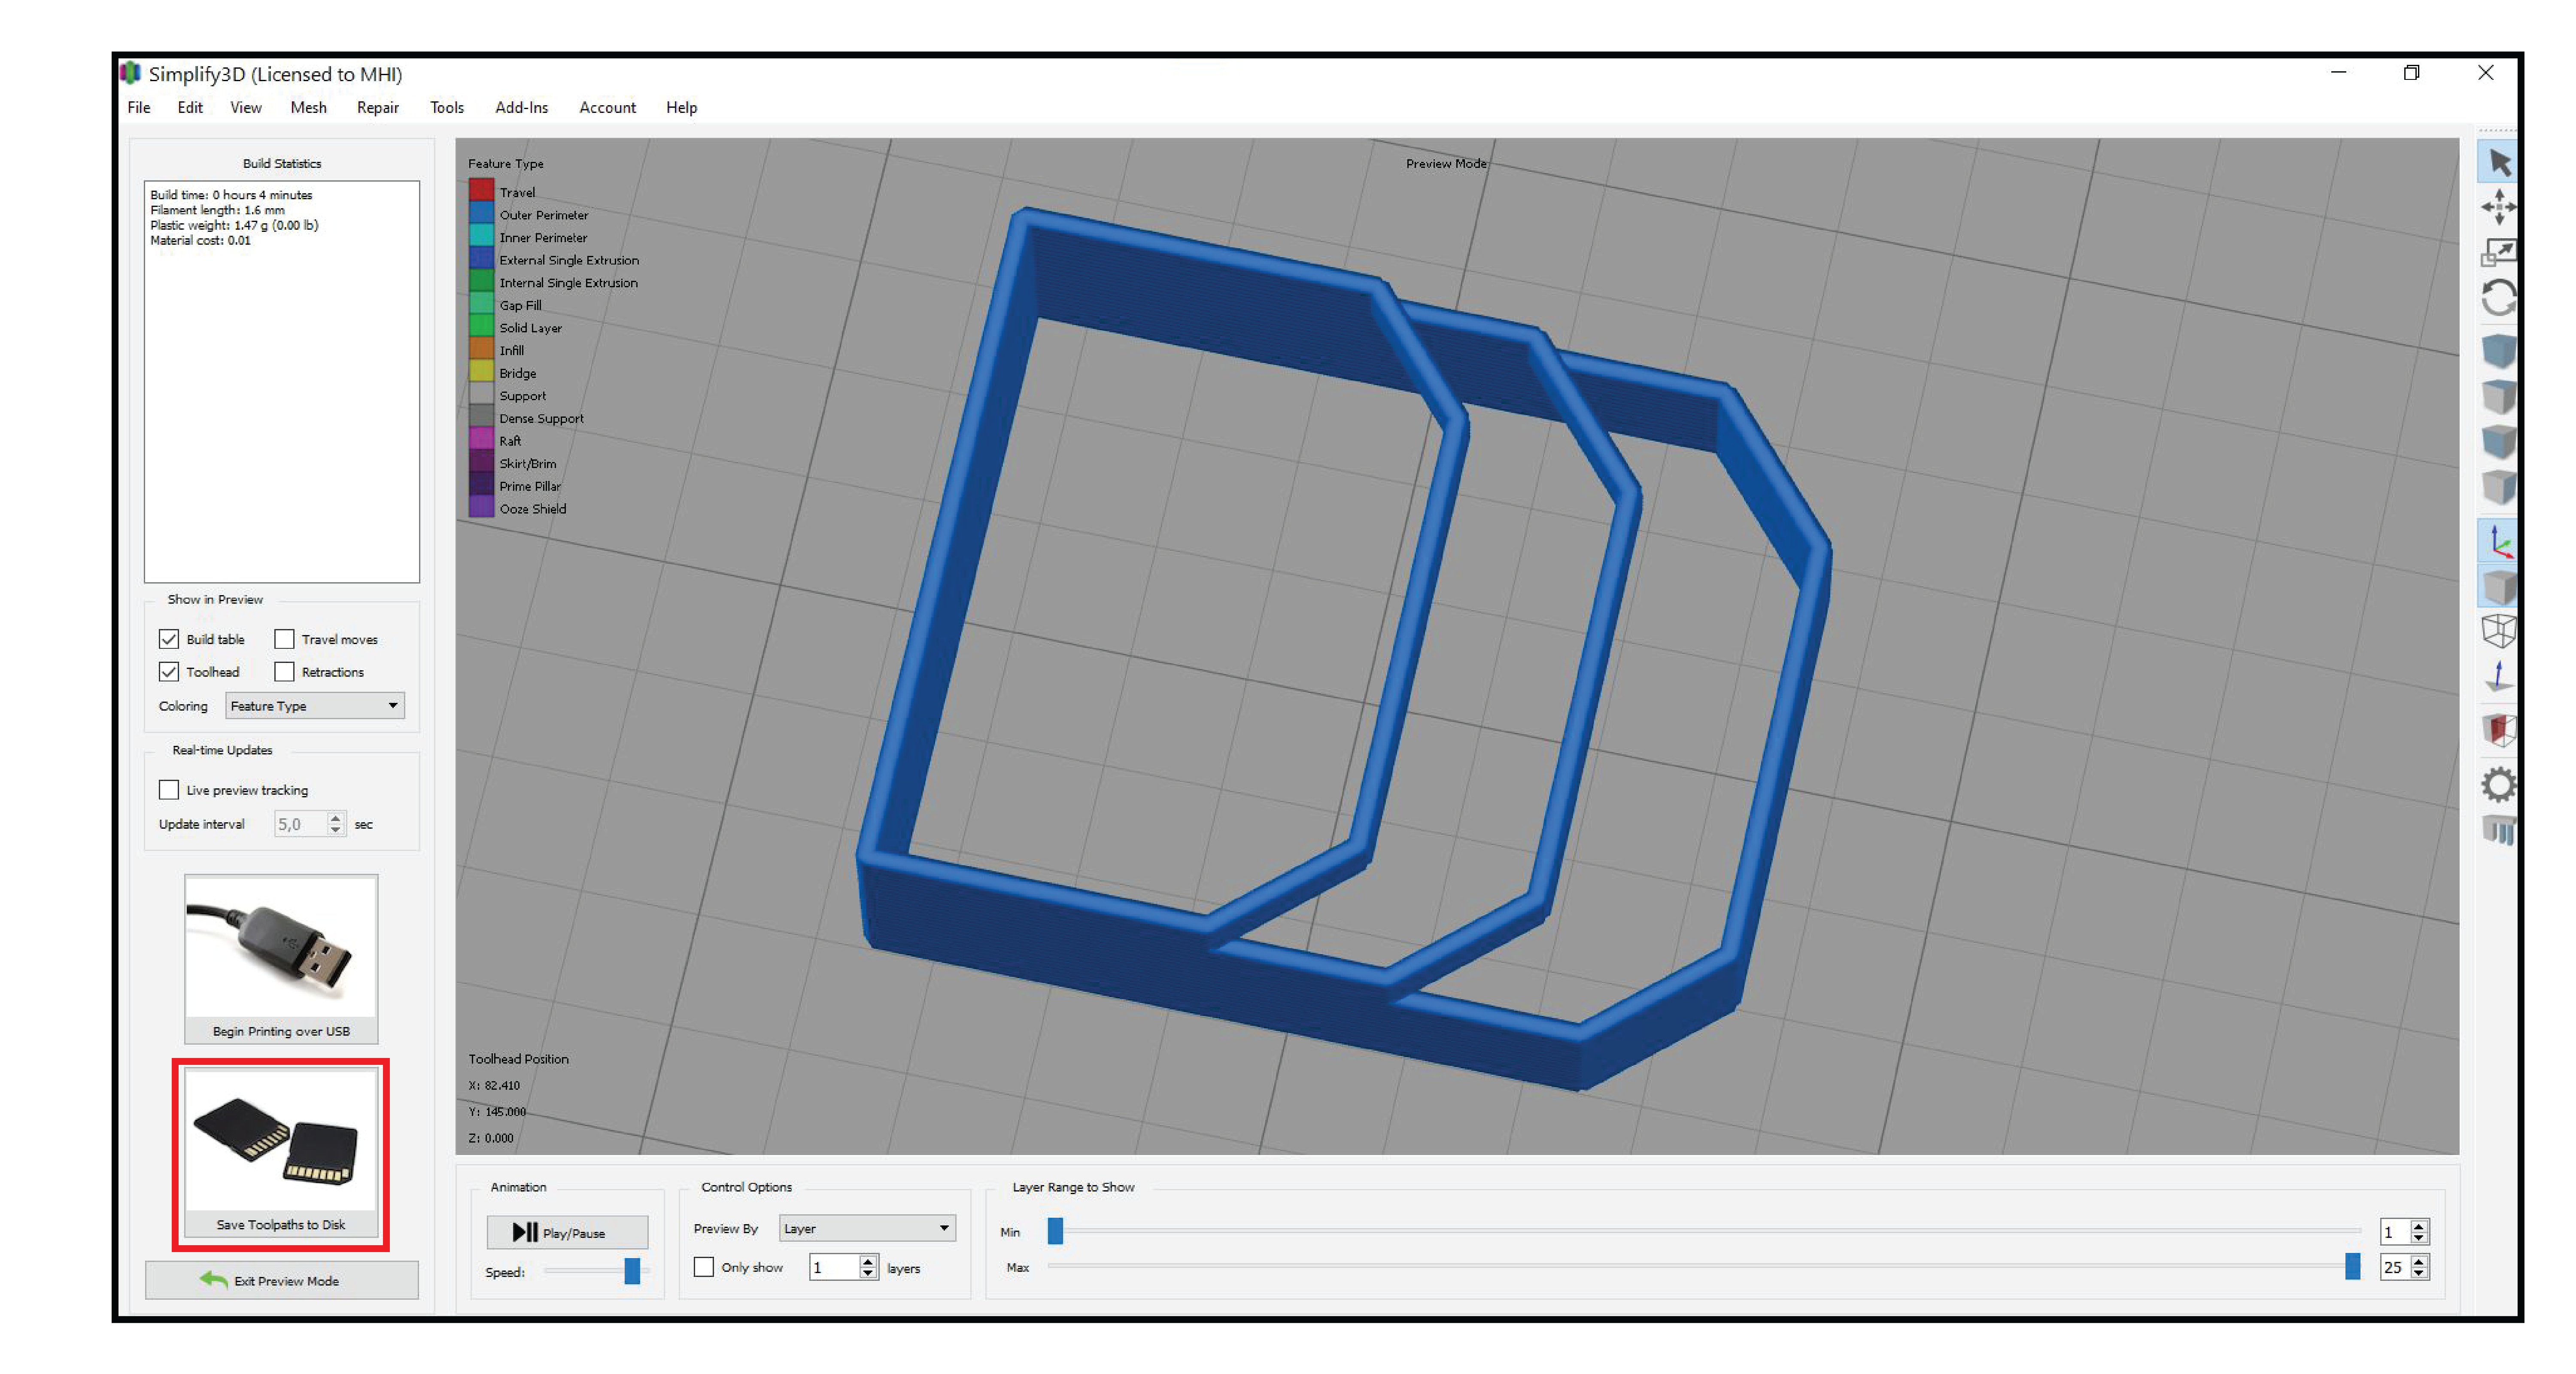 Simplify3D (Licensed to MHI)
File Edit View Mesh Repair Tools Add-Ins Account Help
Build Statistics
Build time: 0 hours 4 minutes
Filament length: 1.6 mm
Plastic weight: 1.47 g (0.00 lb)
Material cost: 0.01
Show in Preview
Build table Travel moves
Toolhead Retractions
Coloring Feature Type
Real-time Updates
Live preview tracking
Update interval 5,0 sec
Begin Printing over USB
Save Toolpaths to Disk
Exit Preview Mode
Feature Type
Travel
Outer Perimeter
Inner Perimeter
External Single Extrusion
Internal Single Extrusion
Gap Fill
Solid Layer
Infill
Bridge
Support
Dense Support
Raft
Skirt/Brim
Prime Pillar
Ooze Shield
Preview Mode
Toolhead Position
X: 82.410
Y: 145.000
Z: 0.000
Animation
Play/Pause
Speed:
Control Options
Preview By Layer
Only show 1 layers
Layer Range to Show
Min 1
Max 25